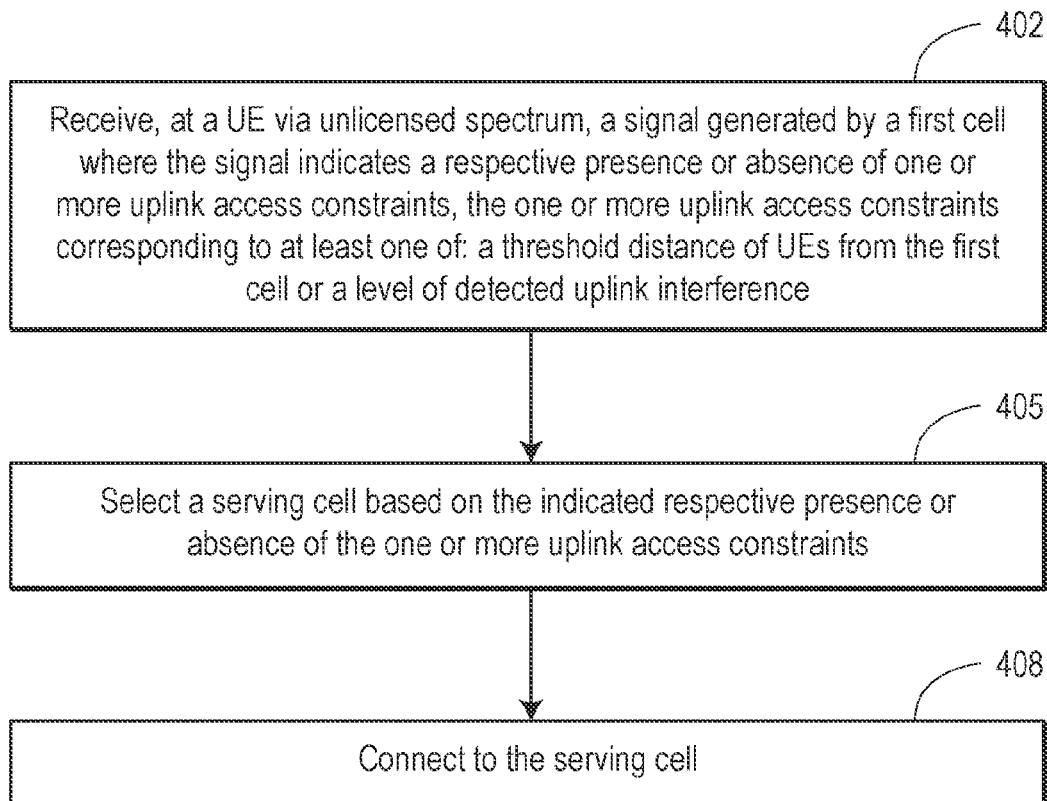 402
Receive, at a UE via unlicensed spectrum, a signal generated by a first cell
where the signal indicates a respective presence or absence of one or
more uplink access constraints, the one or more uplink access constraints
corresponding to at least one of: a threshold distance of UEs from the first
cell or a level of detected uplink interference
405
Select a serving cell based on the indicated respective presence or
absence of the one or more uplink access constraints
408
Connect to the serving cell